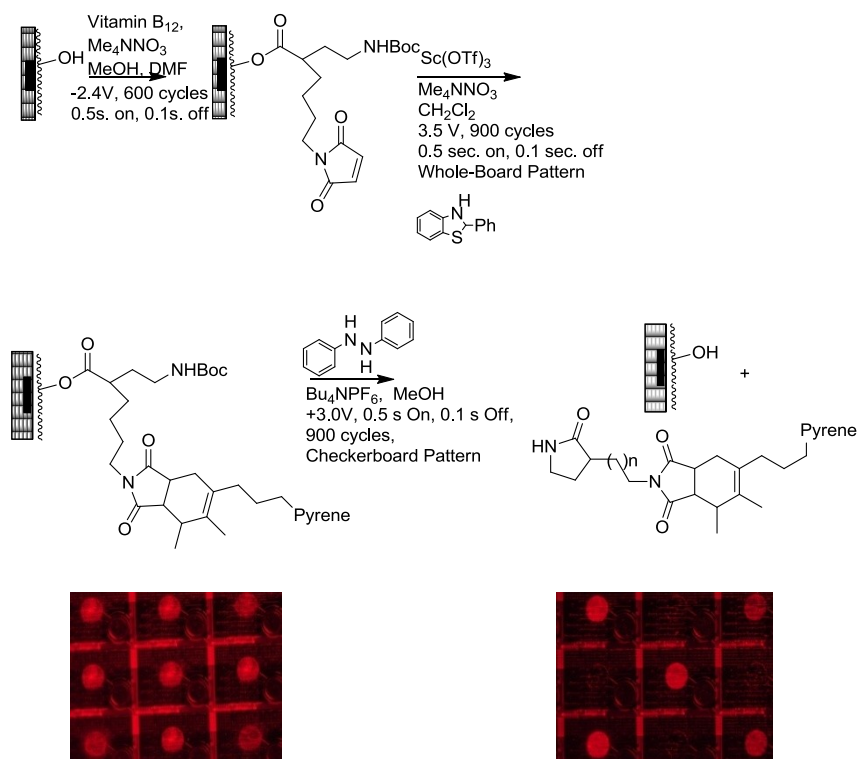 Vitamin B12,
Me4NNO3
MeOH, DMF
-2.4V, 600 cycles
0.5s. on, 0.1s. off
OH
O
O
NHBoc
N
O
O
Sc(OTf)3
Me4NNO3
CH2Cl2
3.5 V, 900 cycles
0.5 sec. on, 0.1 sec. off
Whole-Board Pattern
H
N
Ph
S
O
O
NHBoc
N
O
O
Pyrene
H
N
N
H
Bu4NPF6, MeOH
+3.0V, 0.5 s On, 0.1 s Off,
900 cycles,
Checkerboard Pattern
OH
+
O
HN
( )n
N
O
O
Pyrene